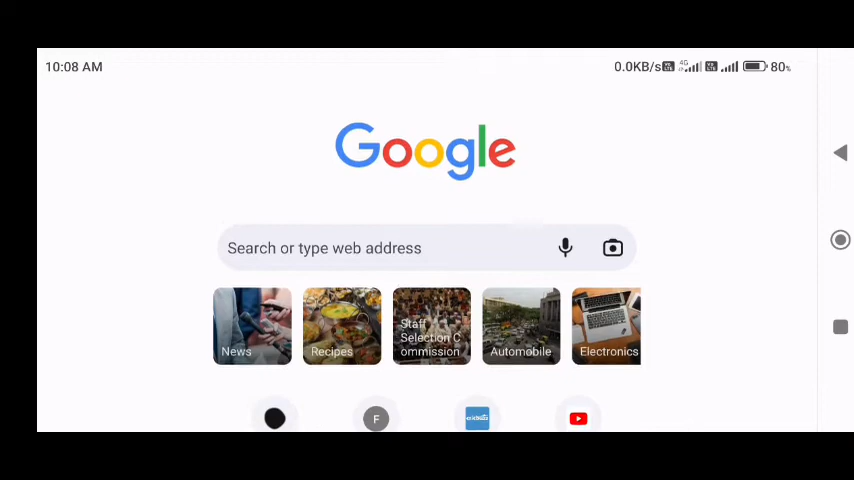 10:08 AM 0.0KB/s 4G 80%
Google
Search or type web address
News
Recipes
Staff
Selection C
ommission
Automobile
Electronics
F